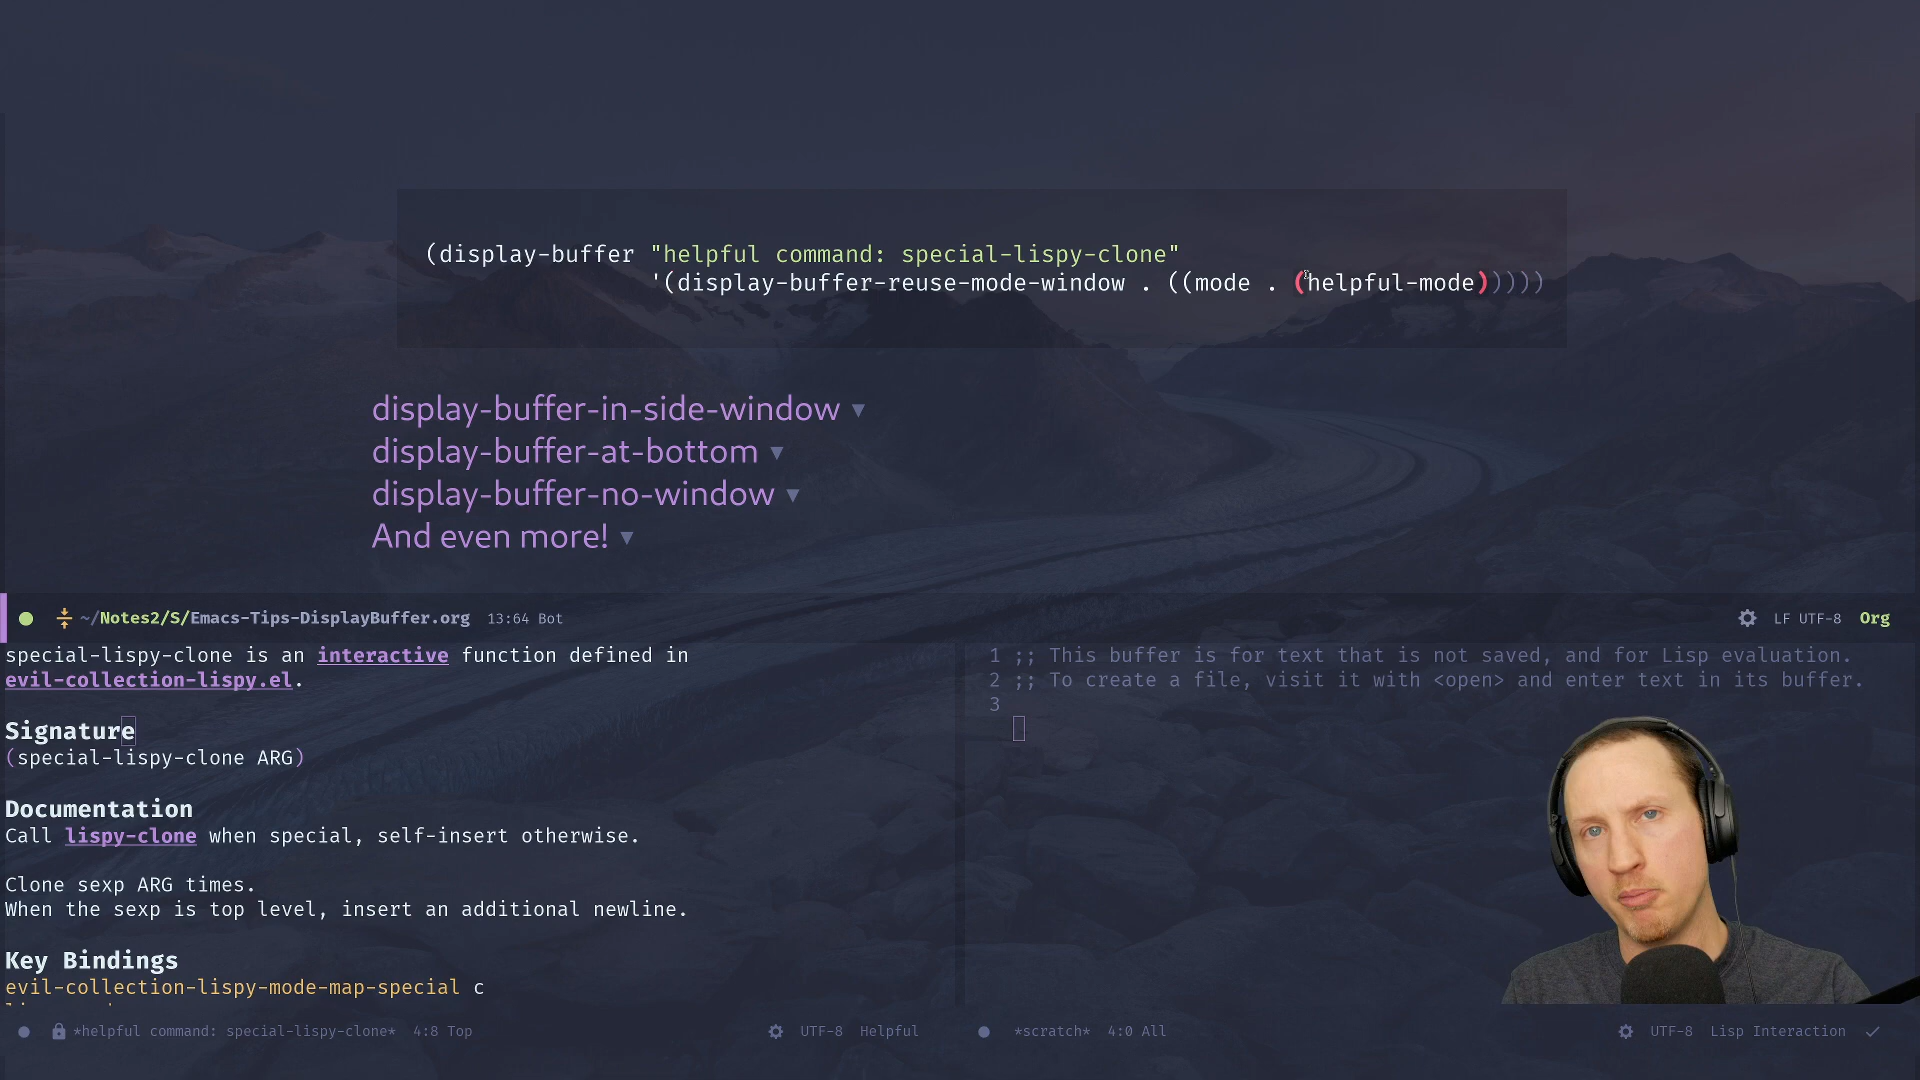 (display-buffer "helpful command: special-lispy-clone"
'(display-buffer-reuse-mode-window . ((mode . (helpful-mode)))))
display-buffer-in-side-window ▼
display-buffer-at-bottom ▼
display-buffer-no-window ▼
And even more! ▼
~/Notes2/S/Emacs-Tips-DisplayBuffer.org 13:64 Bot LF UTF-8 Org
special-lispy-clone is an interactive function defined in
evil-collection-lispy.el.
Signature
(special-lispy-clone ARG)
Documentation
Call lispy-clone when special, self-insert otherwise.
Clone sexp ARG times.
When the sexp is top level, insert an additional newline.
Key Bindings
evil-collection-lispy-mode-map-special c
*helpful command: special-lispy-clone* 4:8 Top UTF-8 Helpful
1 ;; This buffer is for text that is not saved, and for Lisp evaluation.
2 ;; To create a file, visit it with <open> and enter text in its buffer.
3
*scratch* 4:0 All UTF-8 Lisp Interaction